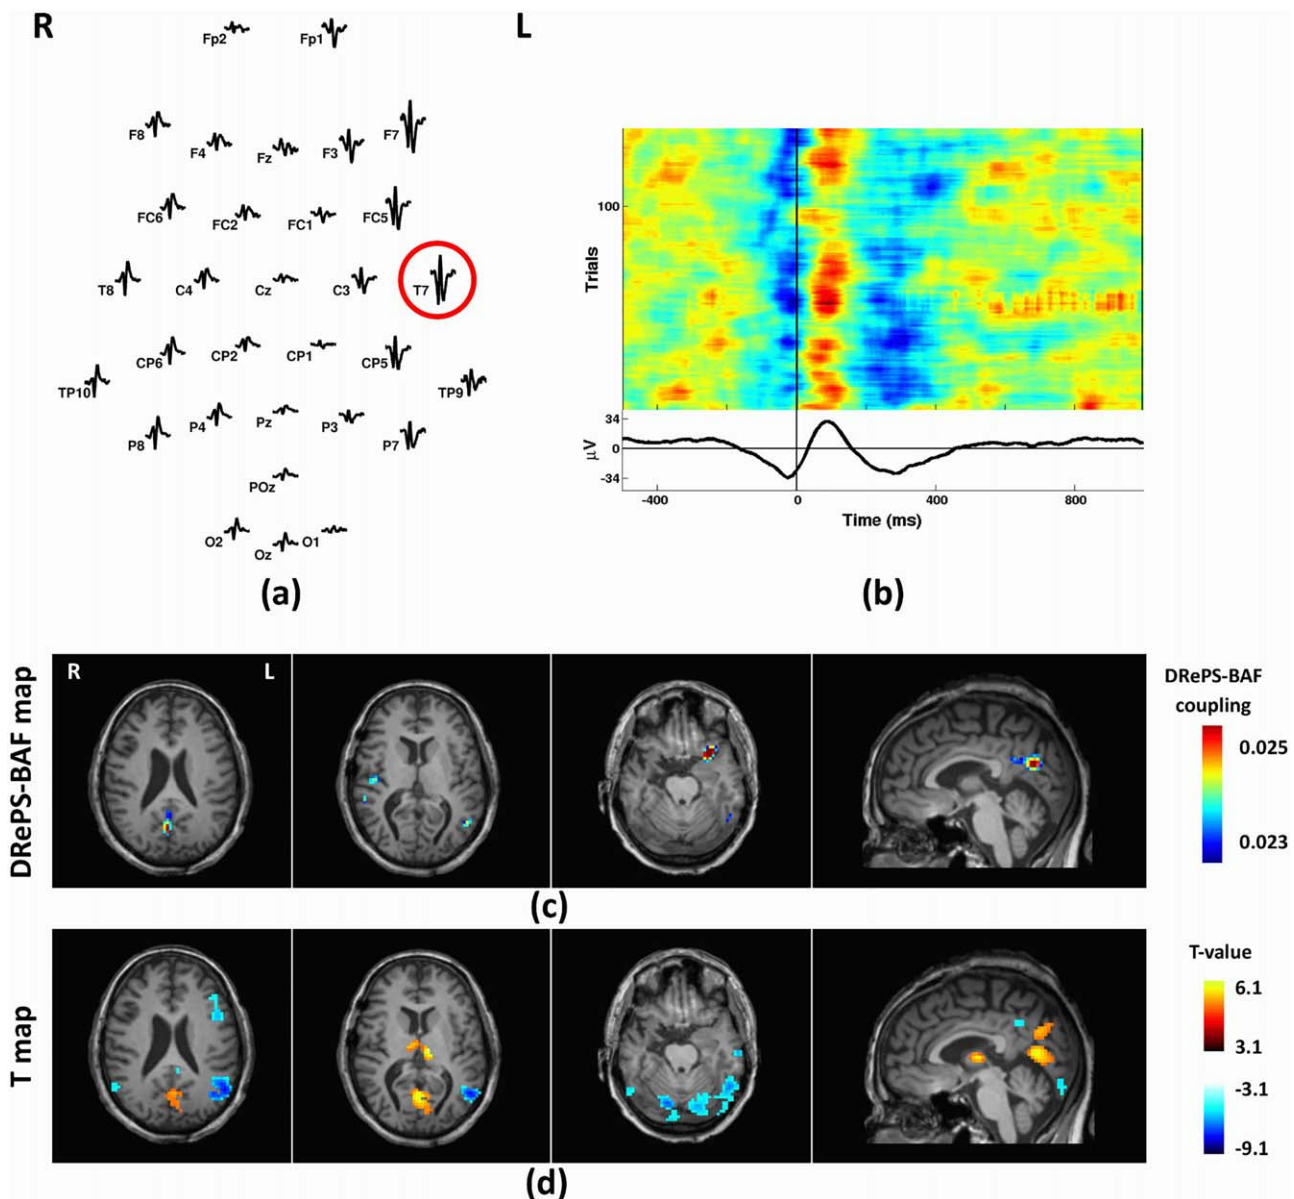 R
L
Fp2 Fp1
F8 F4 Fz F3 F7
FC6 FC2 FC1 FC5
T8 C4 Cz C3 T7
CP6 CP2 CP1 CP5
TP10 TP9
P8 P4 Pz P3 P7
POz
O2 Oz O1
(a)
Trials
100
μV
34
0
-34
-400 0 400 800
Time (ms)
(b)
DRePS-BAF map
R L
DRePS-BAF
coupling
0.025
0.023
(c)
T map
T-value
6.1
3.1
-3.1
-9.1
(d)